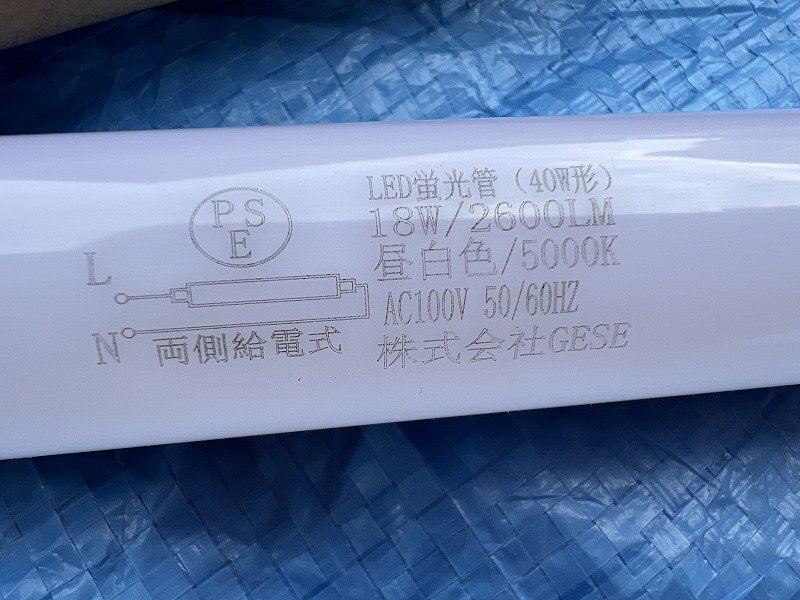 PS
E
L
N
両側給電式
LED蛍光管（40W形）
18W/2600LM
昼白色/5000K
AC100V 50/60HZ
株式会社GESE